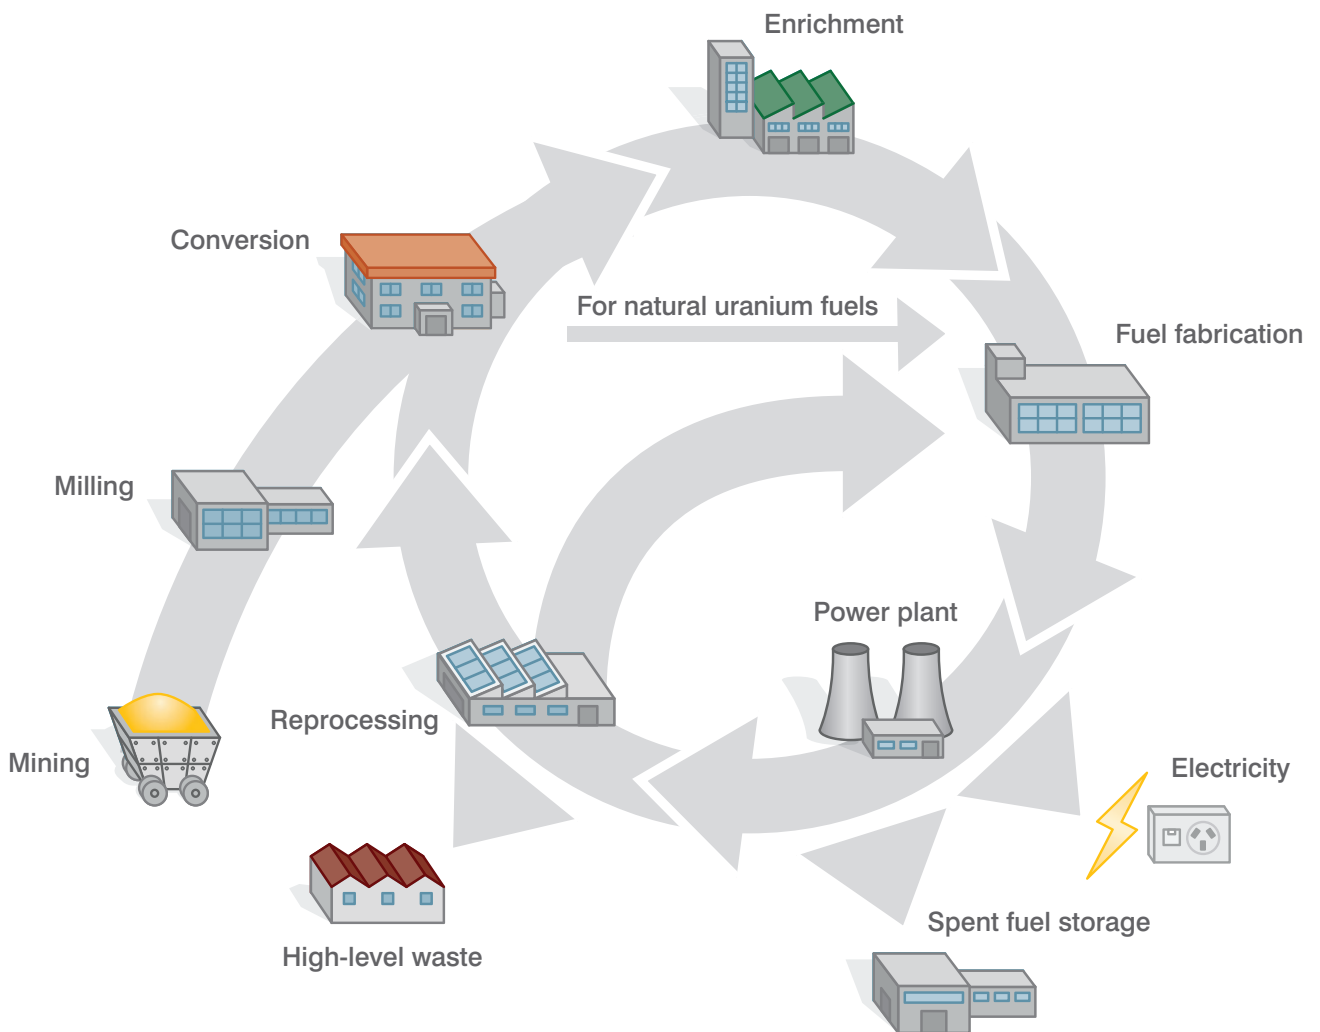 Enrichment
Conversion
For natural uranium fuels
Fuel fabrication
Milling
Power plant
Reprocessing
Mining
Electricity
Spent fuel storage
High-level waste